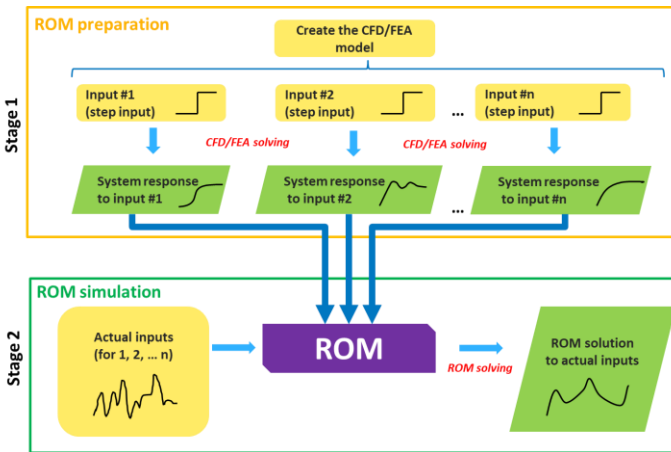 ROM preparation
Create the CFD/FEA
model
Stage 1
Input #1
(step input)
Input #2
(step input)
...
Input #n
(step input)
CFD/FEA solving
CFD/FEA solving
System response
to input #1
System response
to input #2
...
System response
to input #n
ROM simulation
Stage 2
Actual inputs
(for 1, 2, ... n)
ROM
ROM solving
ROM solution
to actual inputs